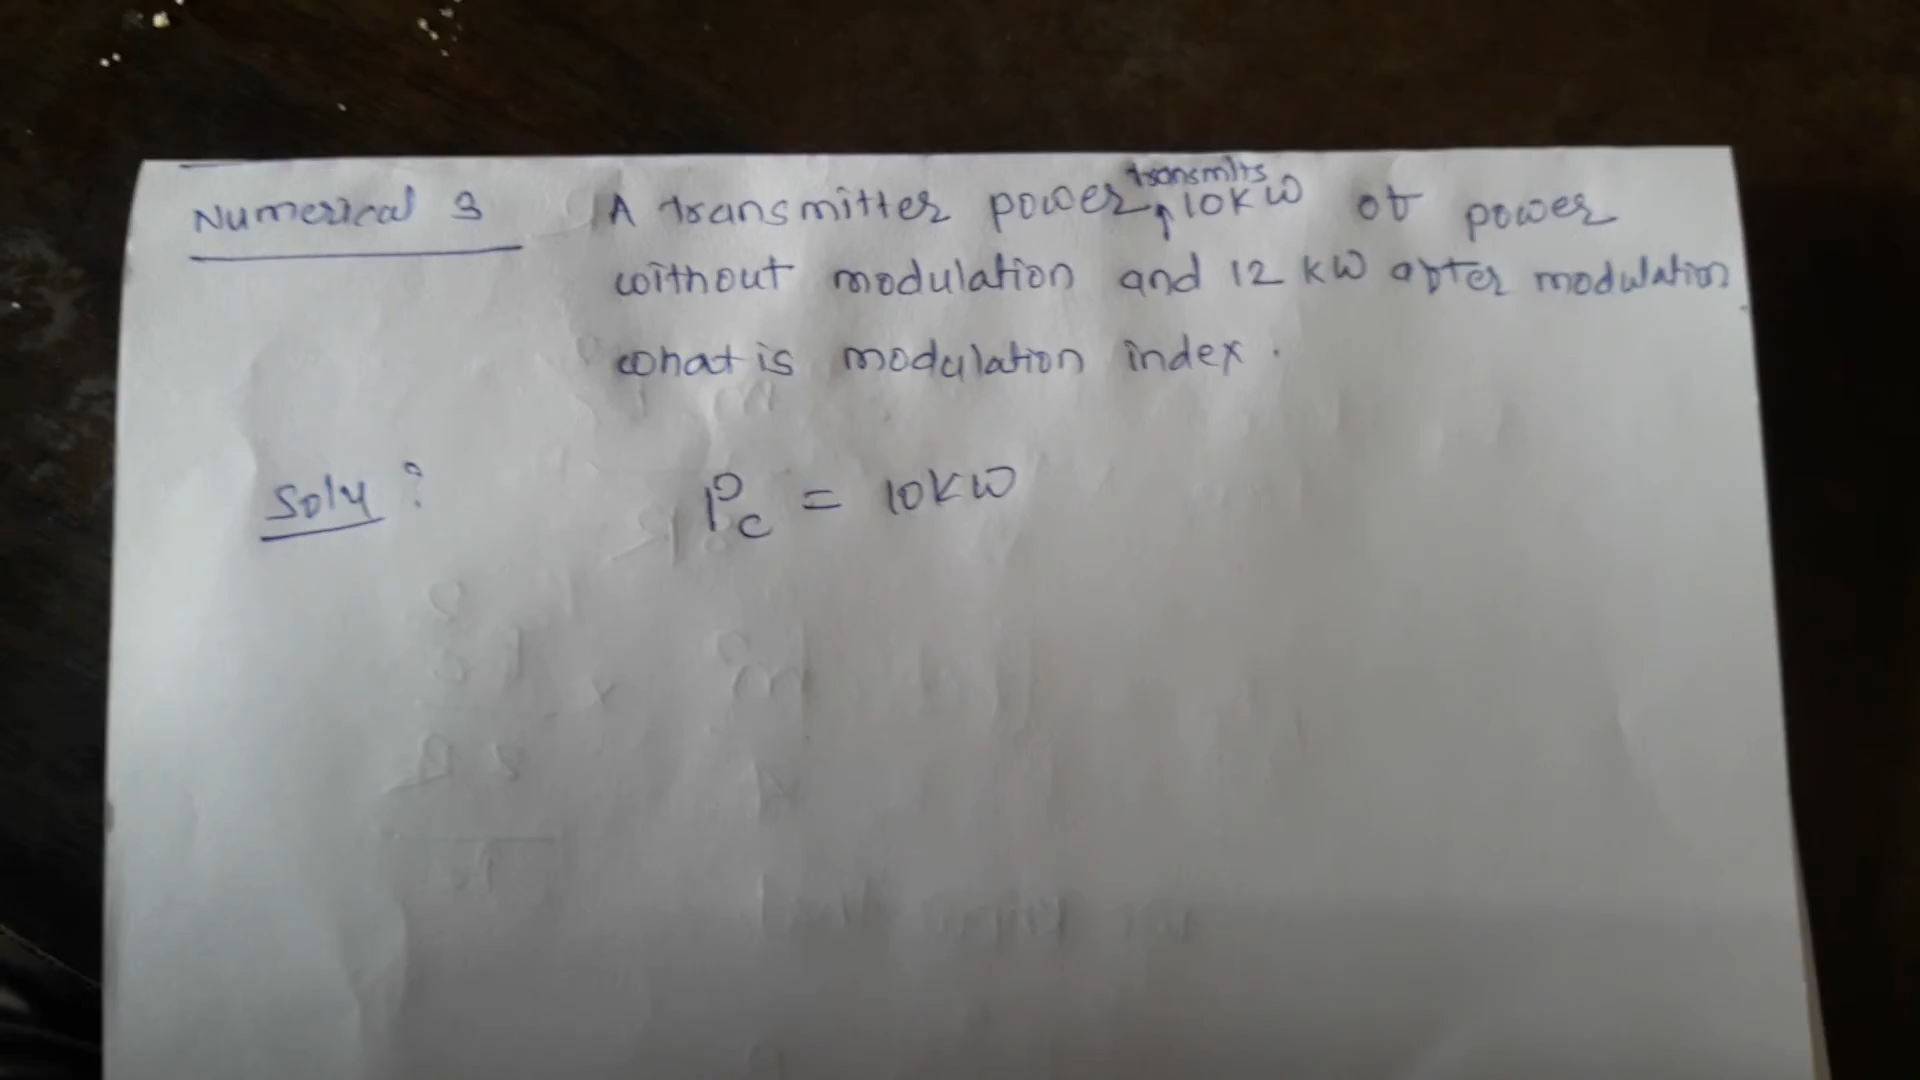 Numerical 3 A transmitter power transmits 10KW of power
without modulation and 12 KW after modulation
what is modulation index.
Soln : Pc = 10KW